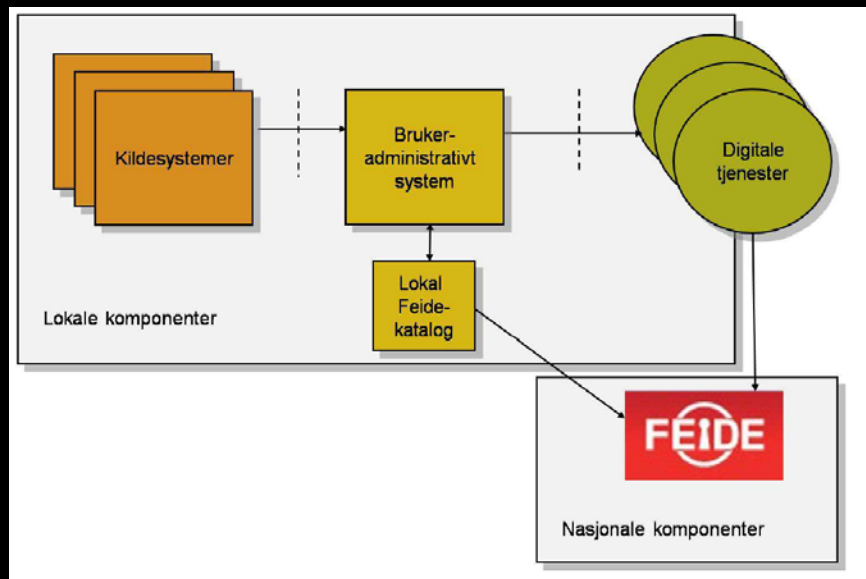 Kildesystemer
Bruker-
administrativt
system
Digitale
tjenester
Lokal
Feide-
katalog
Lokale komponenter
FEIDE
Nasjonale komponenter